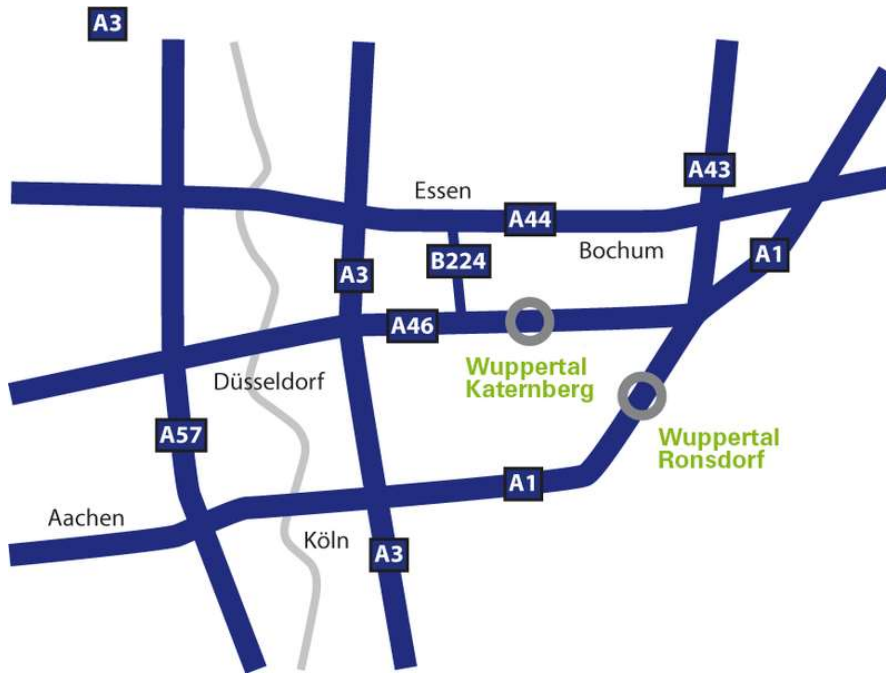 A3
A43
Essen
A44
Bochum
A1
B224
A3
A46
Wuppertal
Katernberg
Düsseldorf
A57
Wuppertal
Ronsdorf
A1
Aachen
Köln
A3